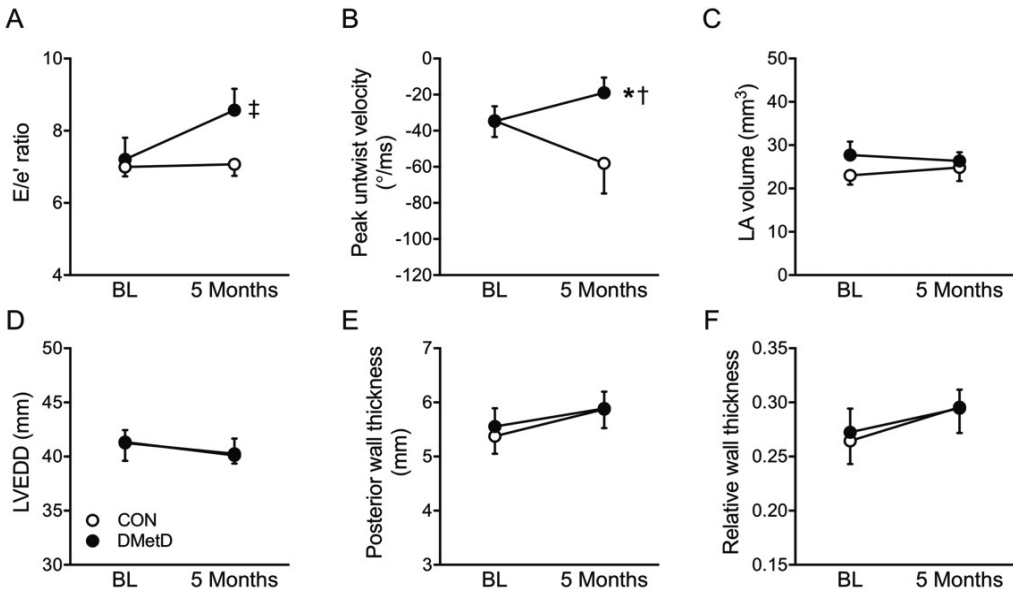 A
E/e' ratio
10
8
6
4
‡
BL 5 Months
B
Peak untwist velocity
(°/ms)
0
-20
-40
-60
-80
-100
-120
*†
BL 5 Months
C
LA volume (mm³)
50
40
30
20
10
0
BL 5 Months
D
LVEDD (mm)
50
45
40
35
30
CON
DMetD
BL 5 Months
E
Posterior wall thickness
(mm)
7
6
5
4
3
BL 5 Months
F
Relative wall thickness
0.35
0.30
0.25
0.20
0.15
BL 5 Months